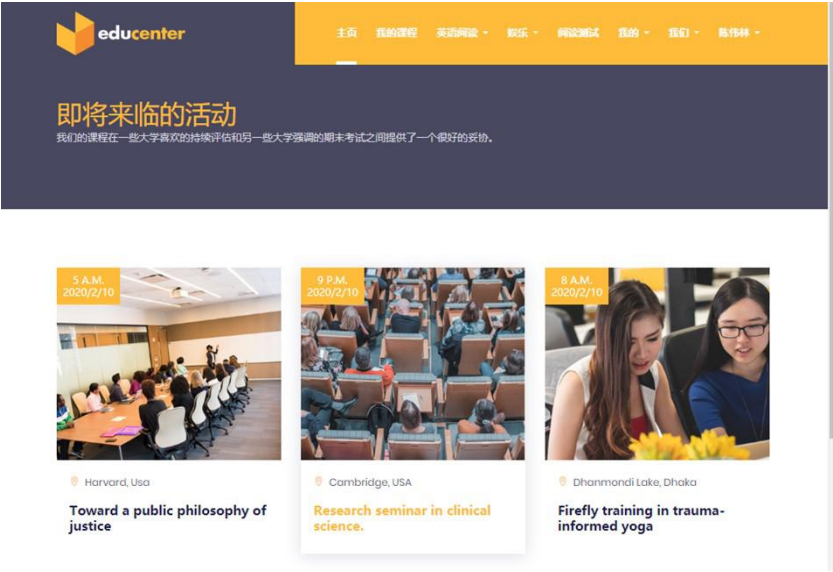 educenter
主页 我的课程 英语阅读 娱乐 阅读测试 我的 我们 陈伟林
即将来临的活动
我们的课程在一些大学喜欢的持续评估和另一些大学强调的期末考试之间提供了一个很好的妥协。
5 A.M.
2020/2/10
9 P.M.
2020/2/10
8 A.M.
2020/2/10
Harvard, Usa
Toward a public philosophy of
justice
Cambridge, USA
Research seminar in clinical
science.
Dhanmondi Lake, Dhaka
Firefly training in trauma-
informed yoga